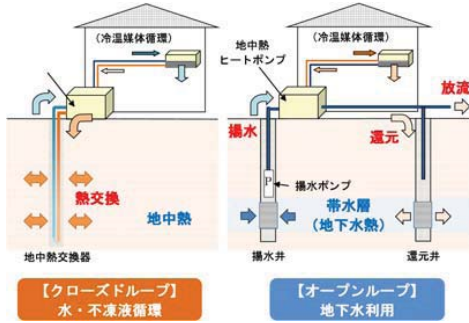 (冷温媒体循環)
熱交換
地中熱
地中熱交換器
【クローズドループ】
水・不凍液循環
(冷温媒体循環)
地中熱
ヒートポンプ
放流
揚水
還元
P
揚水ポンプ
帯水層
(地下水熱)
揚水井
還元井
【オープンループ】
地下水利用